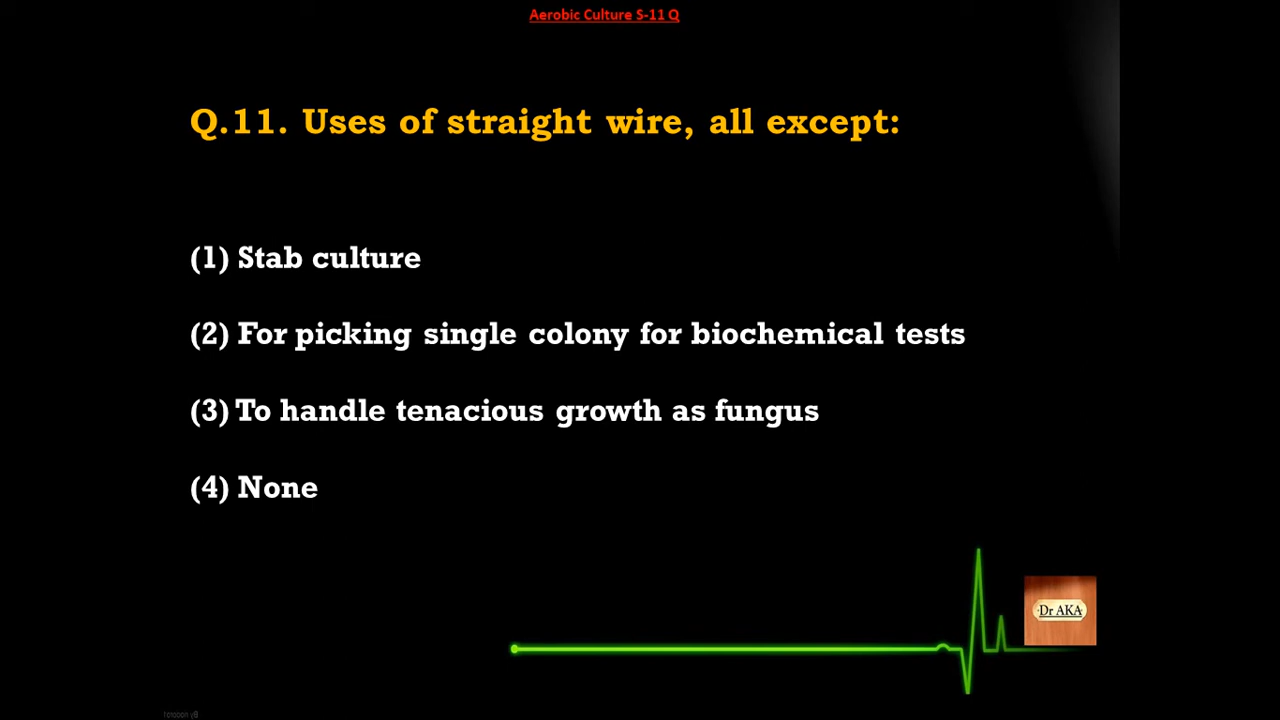 Aerobic Culture S-11 Q
Q.11. Uses of straight wire, all except:
(1) Stab culture
(2) For picking single colony for biochemical tests
(3) To handle tenacious growth as fungus
(4) None
Dr AKA